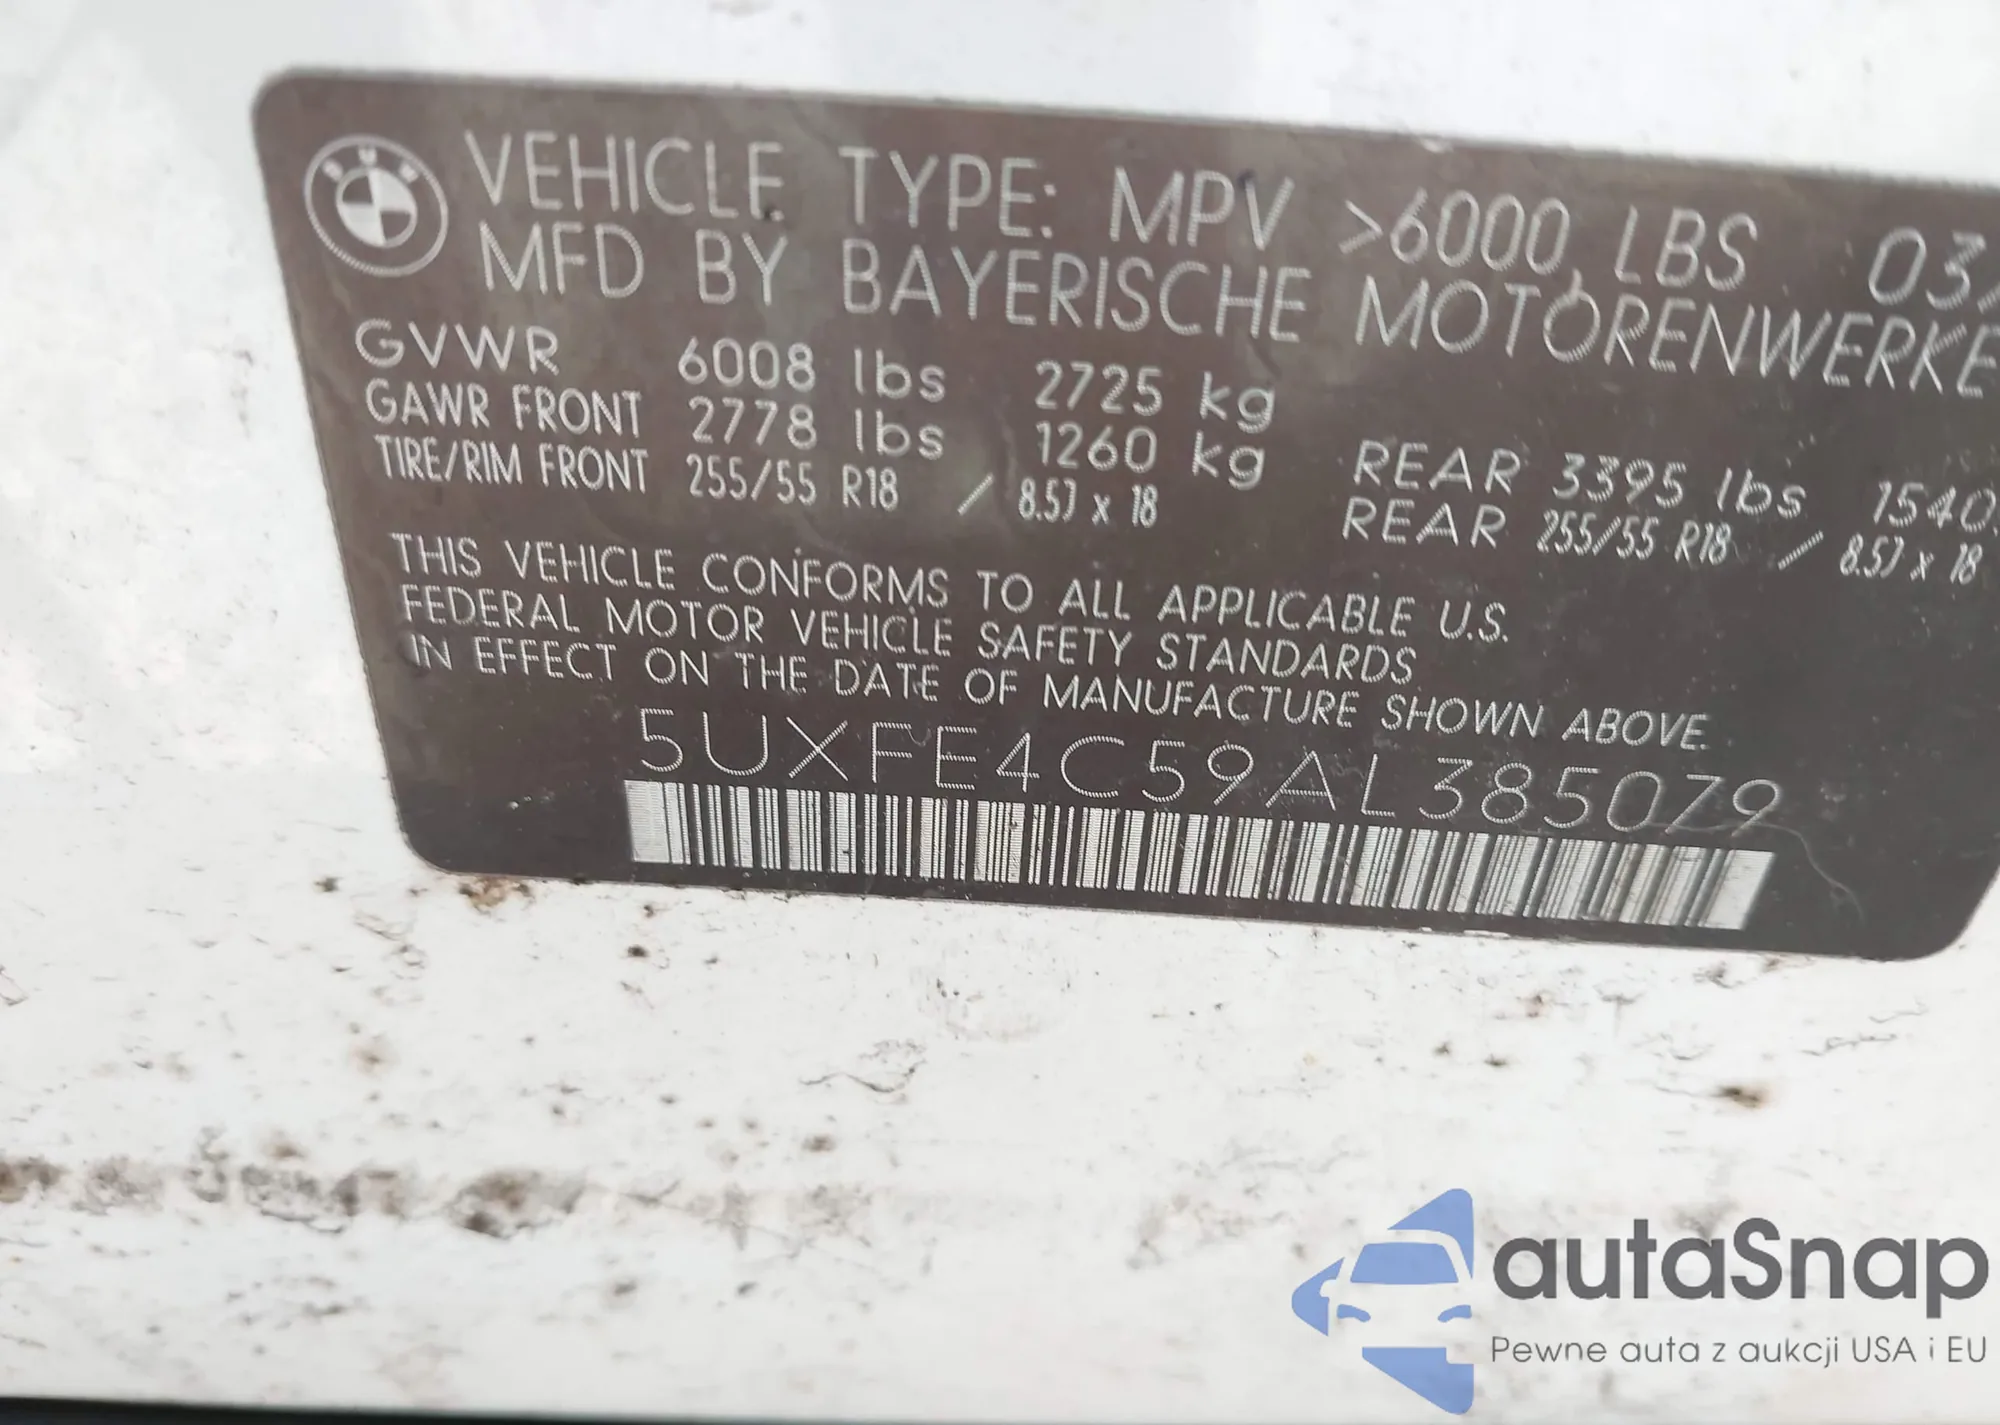 BMW
VEHICLE TYPE: MPV >6000, LBS 03/
MFD BY BAYERISCHE MOTORENWERKE
GVWR 6008 lbs 2725 kg
GAWR FRONT 2778 lbs 1260 kg REAR 3395 lbs 1540
TIRE/RIM FRONT 255/55 R18 / 8.5J x 18 REAR 255/55 R18 / 8.5J x 18
THIS VEHICLE CONFORMS TO ALL APPLICABLE U.S.
FEDERAL MOTOR VEHICLE SAFETY STANDARDS
IN EFFECT ON THE DATE OF MANUFACTURE SHOWN ABOVE.
5UXFE4C59AL385079
autaSnap
Pewne auta z aukcji USA i EU